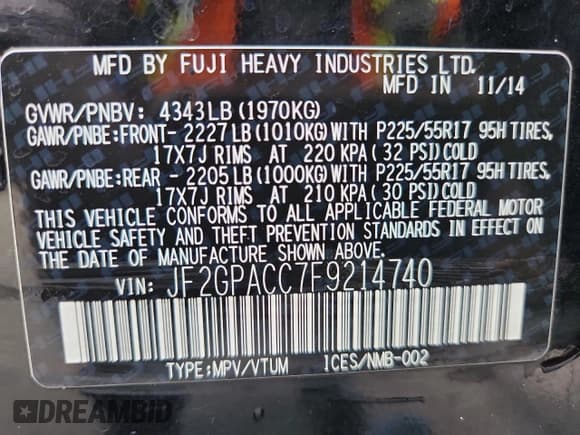 MFD BY FUJI HEAVY INDUSTRIES LTD.
MFD IN 11/14
GVWR/PNBV: 4343LB (1970KG)
GAWR/PNBE:FRONT- 2227LB(1010KG)WITH P225/55R17 95H TIRES,
17X7J RIMS AT 220 KPA(32 PSI)COLD
GAWR/PNBE:REAR - 2205LB(1000KG)WITH P225/55R17 95H TIRES,
17X7J RIMS AT 210 KPA(30 PSI)COLD
THIS VEHICLE CONFORMS TO ALL APPLICABLE FEDERAL MOTOR
VEHICLE SAFETY AND THEFT PREVENTION STANDARDS IN EFFECT ON
THE DATE OF MANUFACTURE SHOWN ABOVE.
VIN: JF2GPACC7F9214740
TYPE:MPV/VTUM ICES/NMB-002
DREAMBID